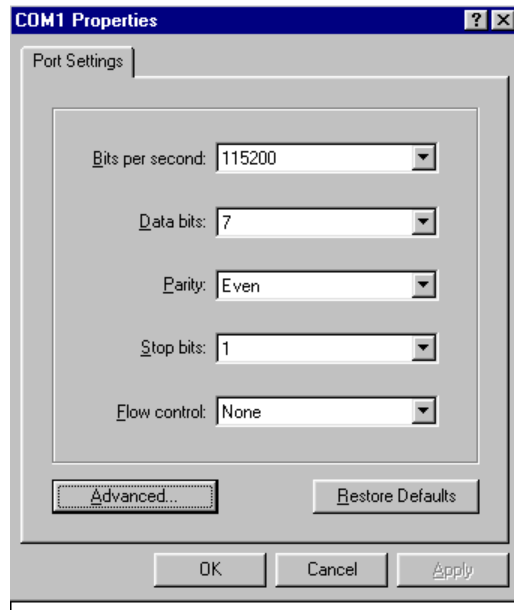 COM1 Properties
Port Settings
Bits per second: 115200
Data bits: 7
Parity: Even
Stop bits: 1
Flow control: None
Advanced... Restore Defaults
OK Cancel Apply